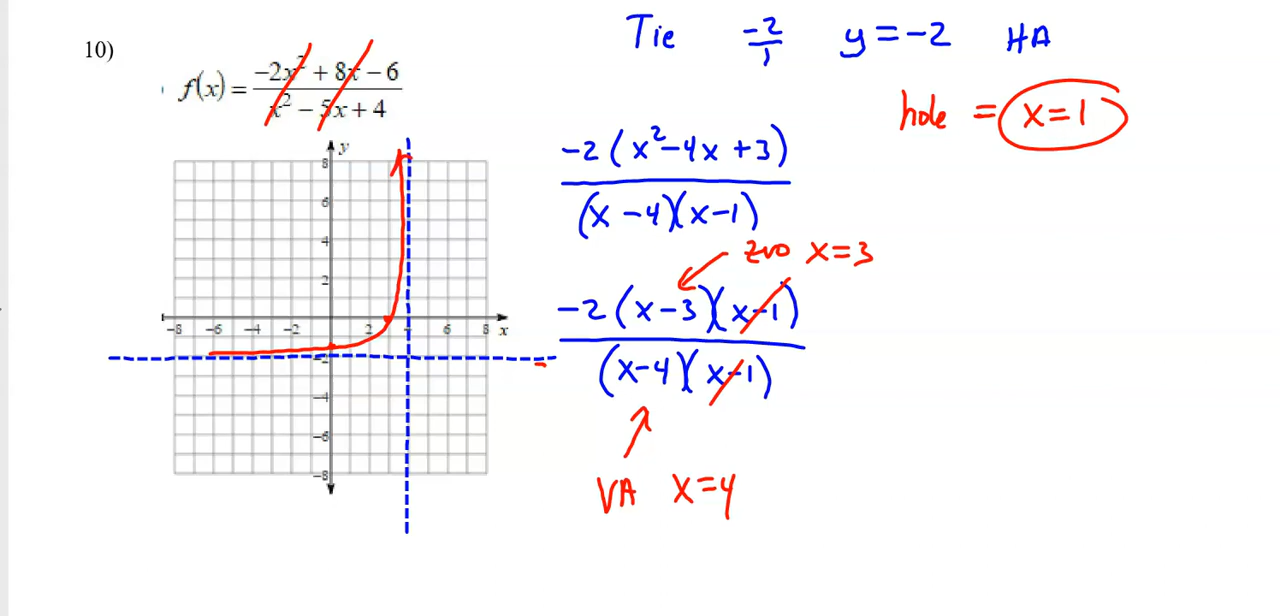 Tie -2/1 y = -2 HA
10)
f(x) = (-2x² + 8x - 6)/(x² - 5x + 4)
hole = x = 1
-2(x² - 4x + 3)
(x - 4)(x - 1)
zero x = 3
-2(x - 3)(x - 1)
(x - 4)(x - 1)
VA x = 4
y
8
6
4
2
-8 -6 -4 -2 2 4 6 8 x
-2
-4
-6
-8